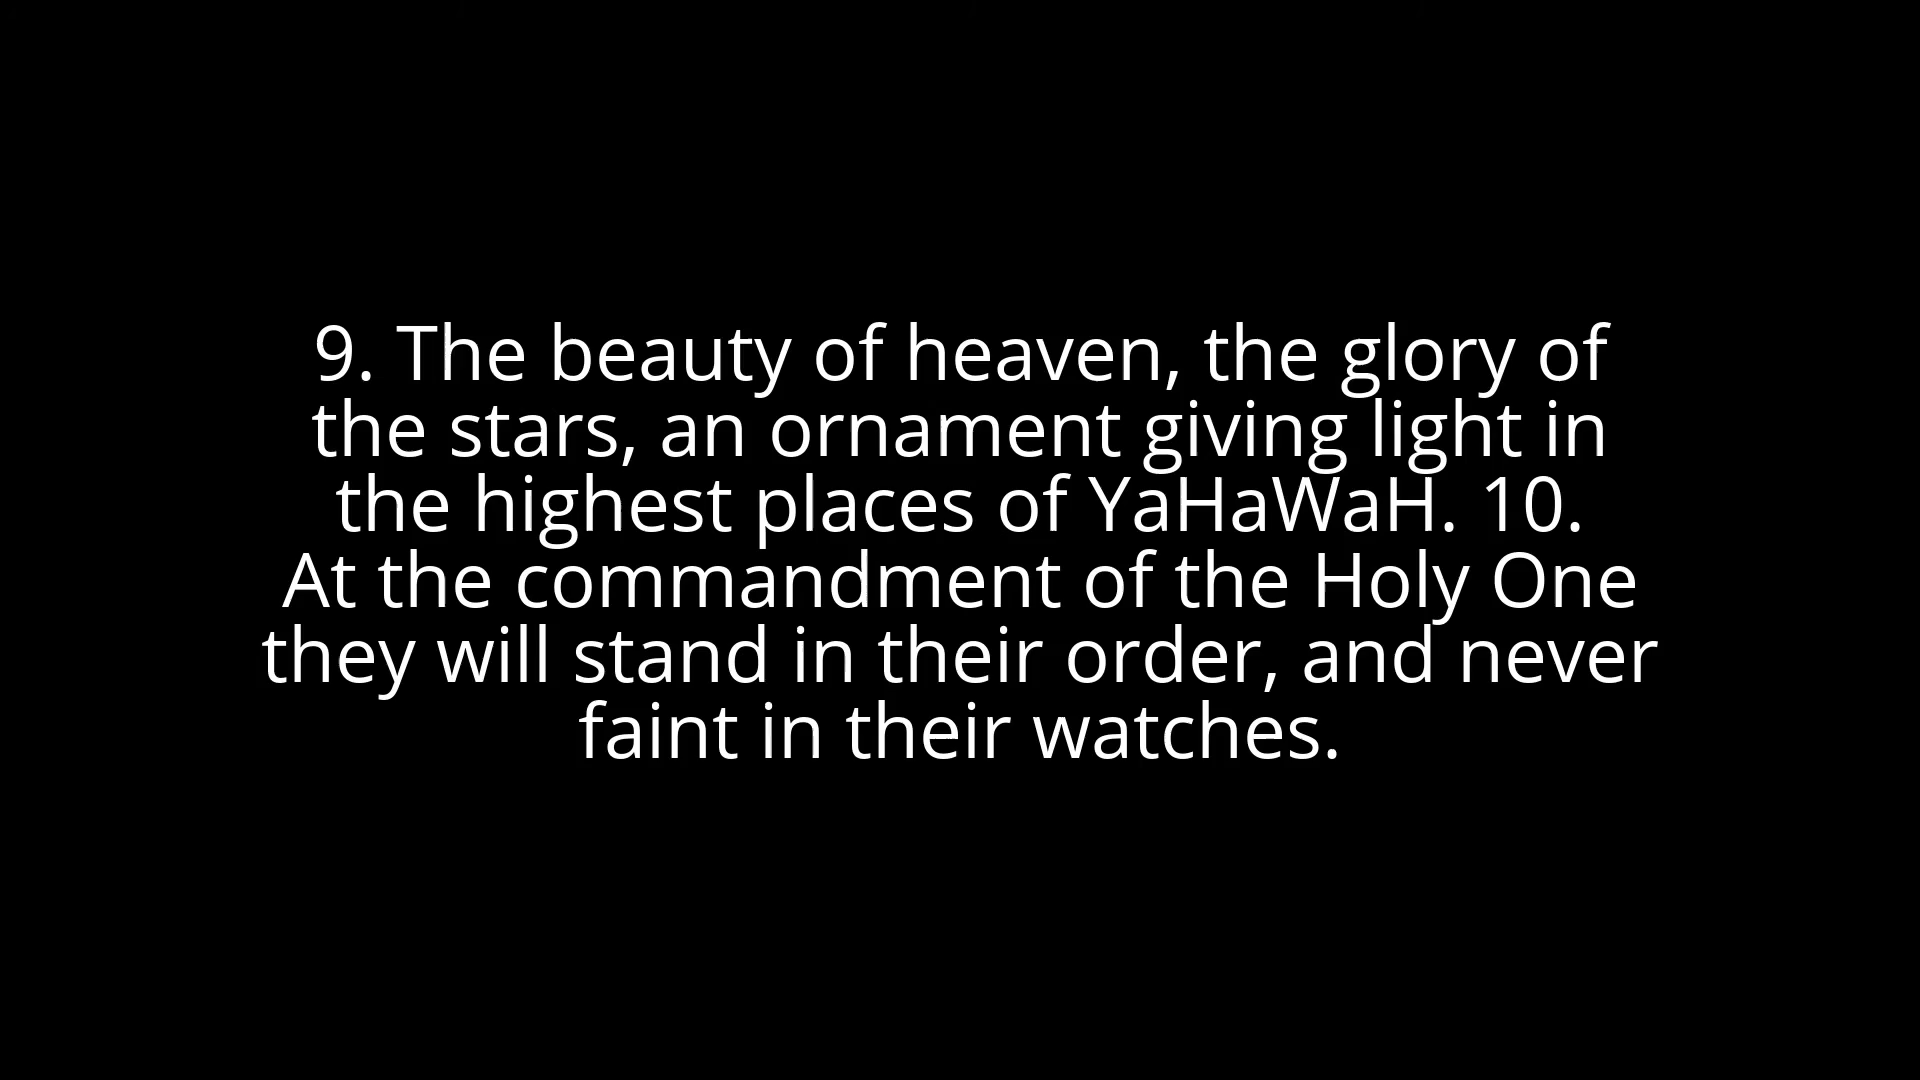 9. The beauty of heaven, the glory of
the stars, an ornament giving light in
the highest places of YaHaWaH. 10.
At the commandment of the Holy One
they will stand in their order, and never
faint in their watches.